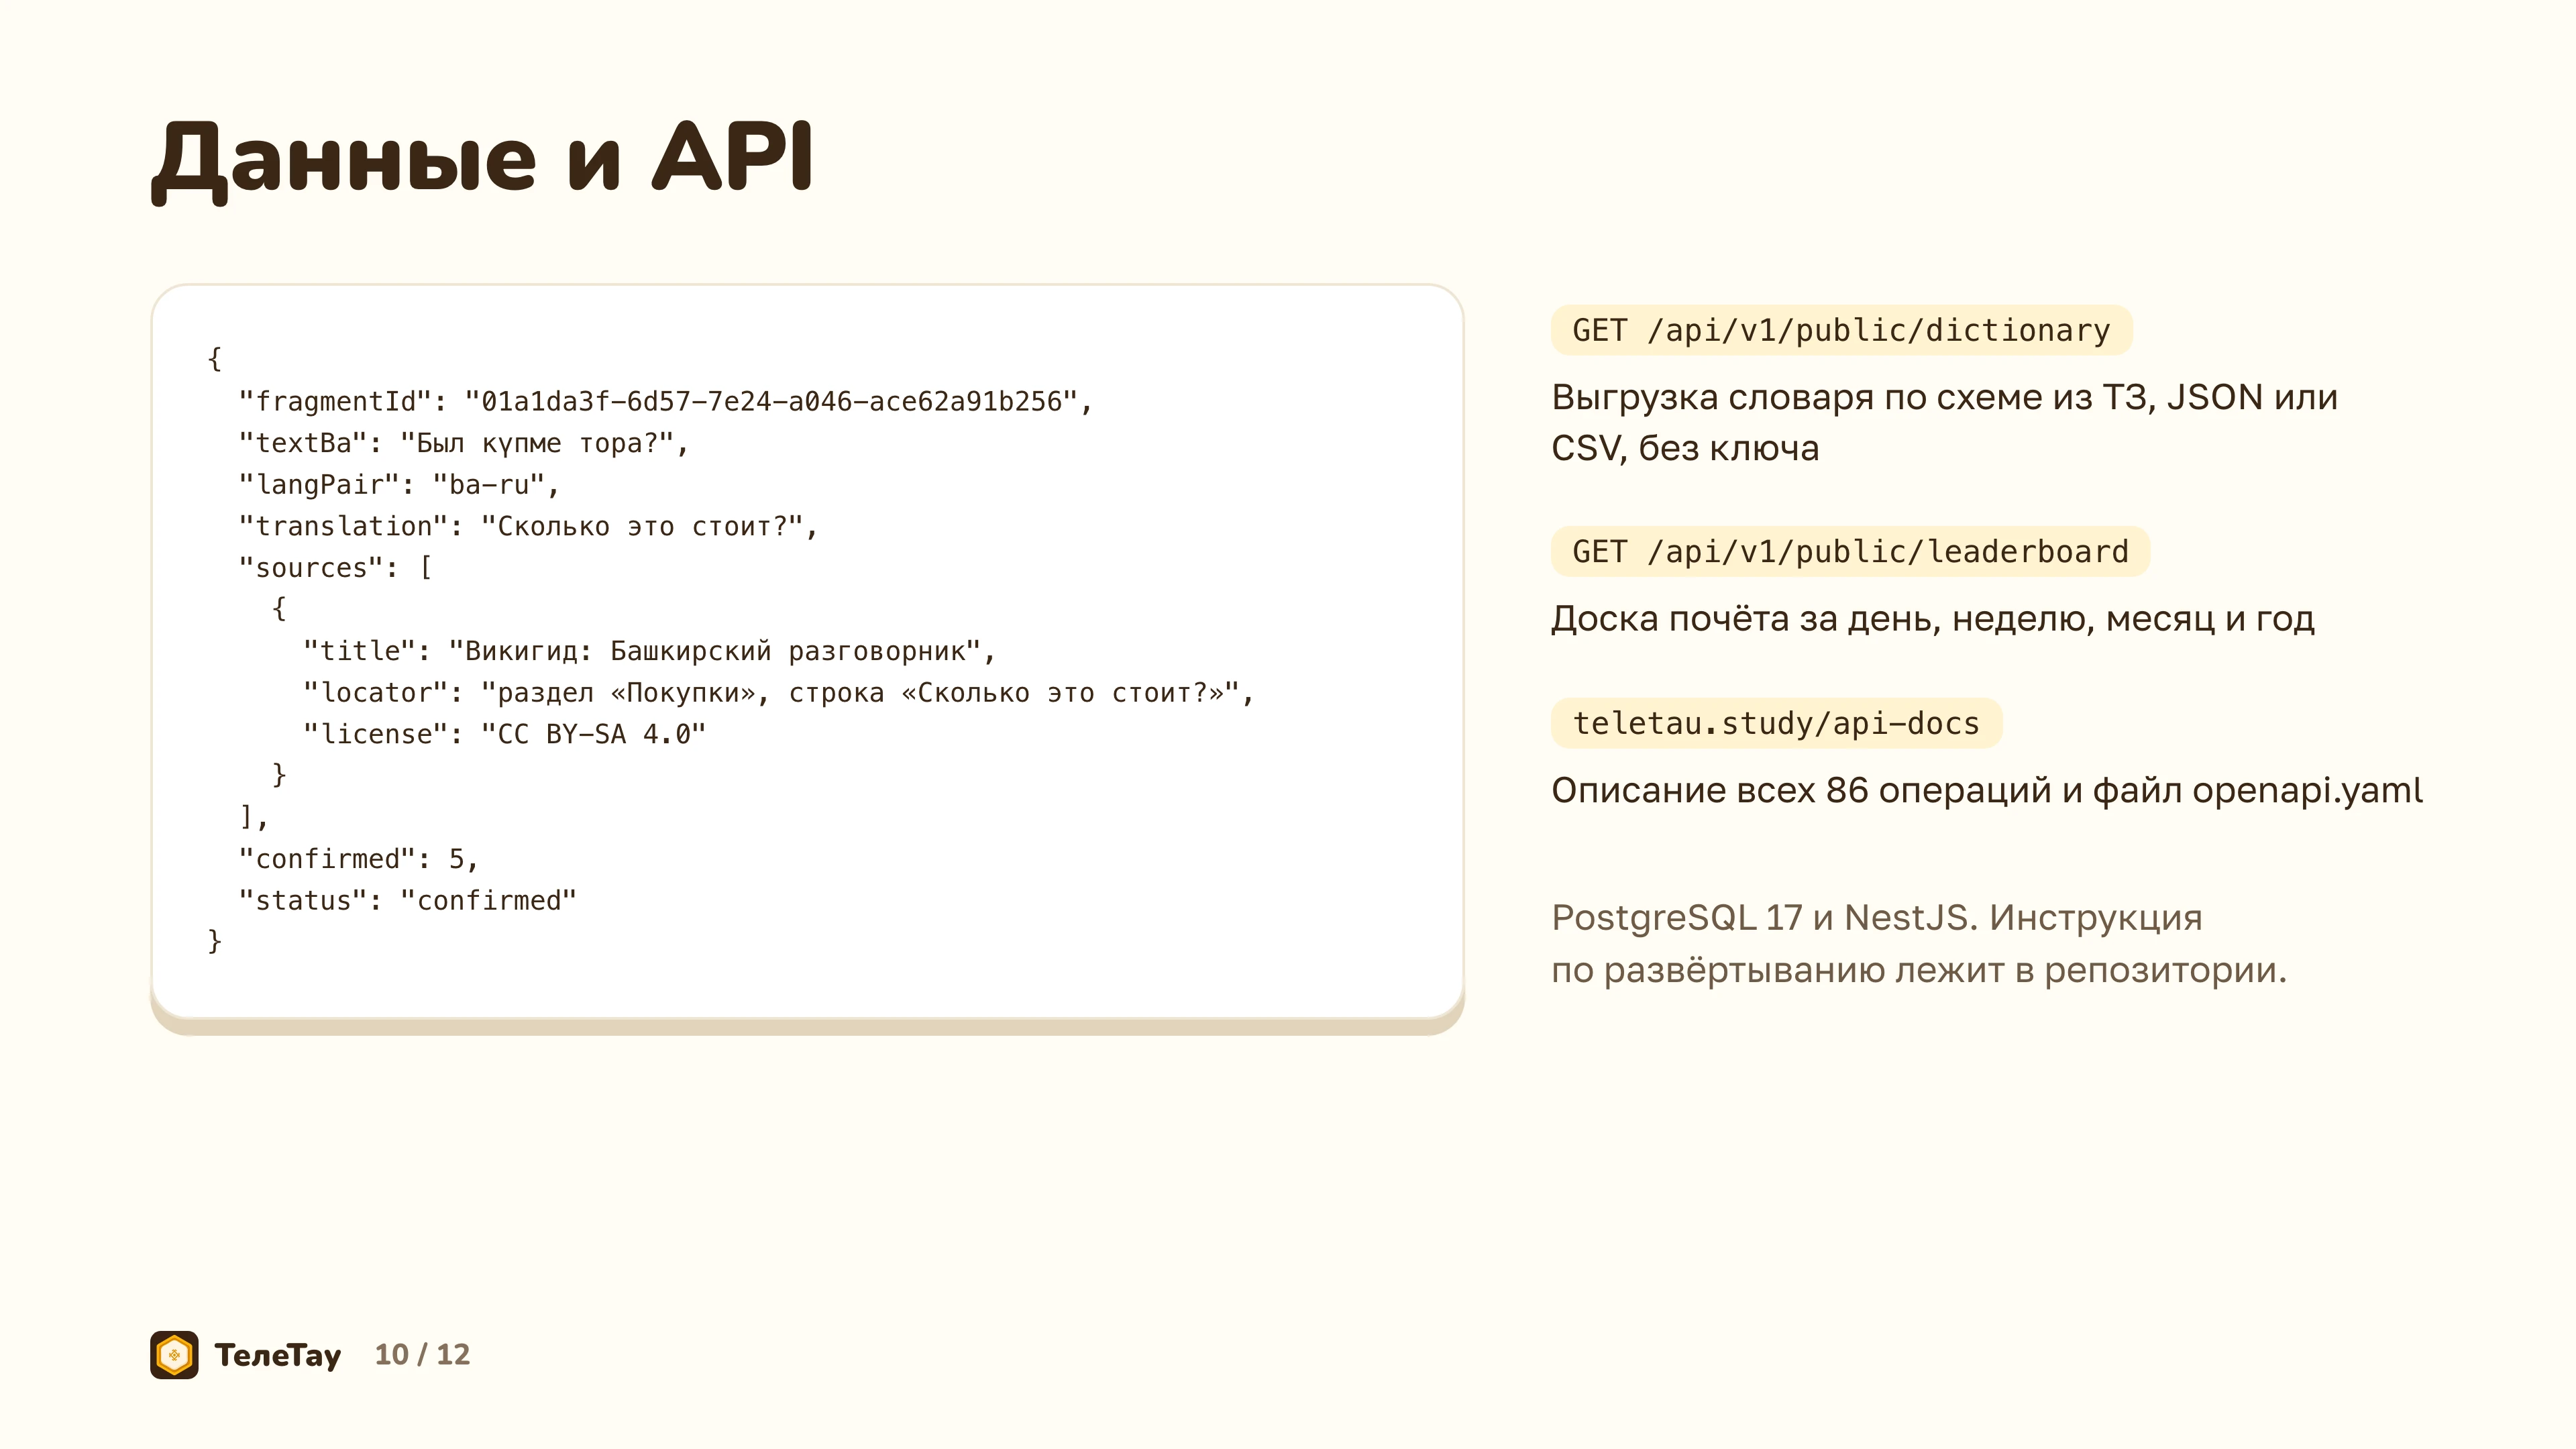 Данные и API
{
  "fragmentId": "01a1da3f-6d57-7e24-a046-ace62a91b256",
  "textBa": "Был күпме тора?",
  "langPair": "ba-ru",
  "translation": "Сколько это стоит?",
  "sources": [
    {
      "title": "Викигид: Башкирский разговорник",
      "locator": "раздел «Покупки», строка «Сколько это стоит?»",
      "license": "CC BY-SA 4.0"
    }
  ],
  "confirmed": 5,
  "status": "confirmed"
}
GET /api/v1/public/dictionary
Выгрузка словаря по схеме из ТЗ, JSON или
CSV, без ключа
GET /api/v1/public/leaderboard
Доска почёта за день, неделю, месяц и год
teletau.study/api-docs
Описание всех 86 операций и файл openapi.yaml
PostgreSQL 17 и NestJS. Инструкция
по развёртыванию лежит в репозитории.
ТелеТау 10 / 12